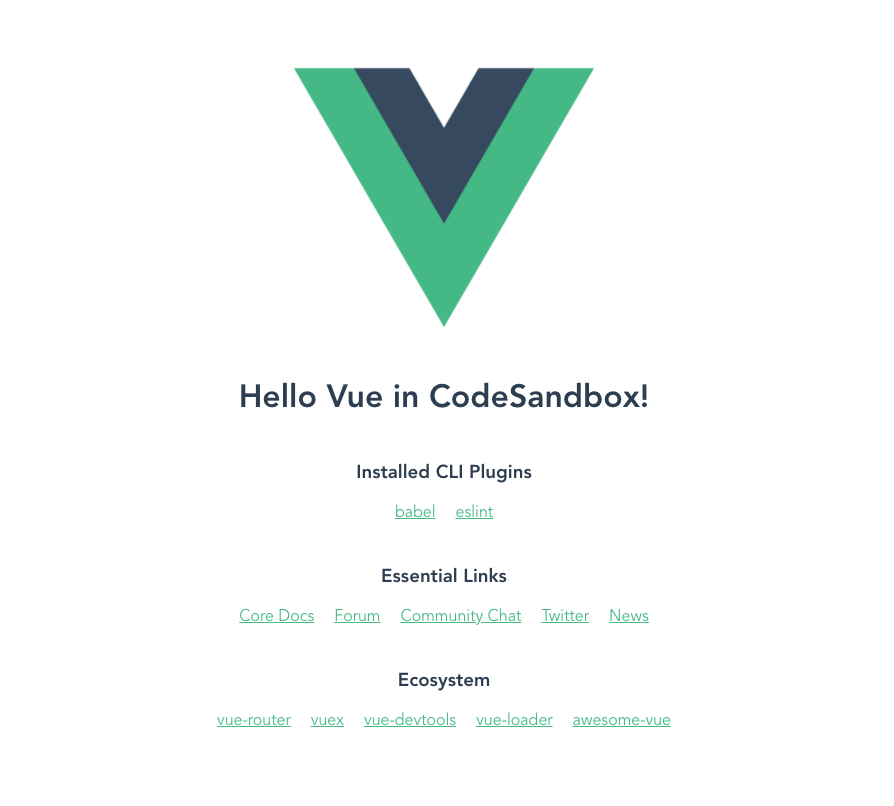 Hello Vue in CodeSandbox!
Installed CLI Plugins
babel eslint
Essential Links
Core Docs Forum Community Chat Twitter News
Ecosystem
vue-router vuex vue-devtools vue-loader awesome-vue